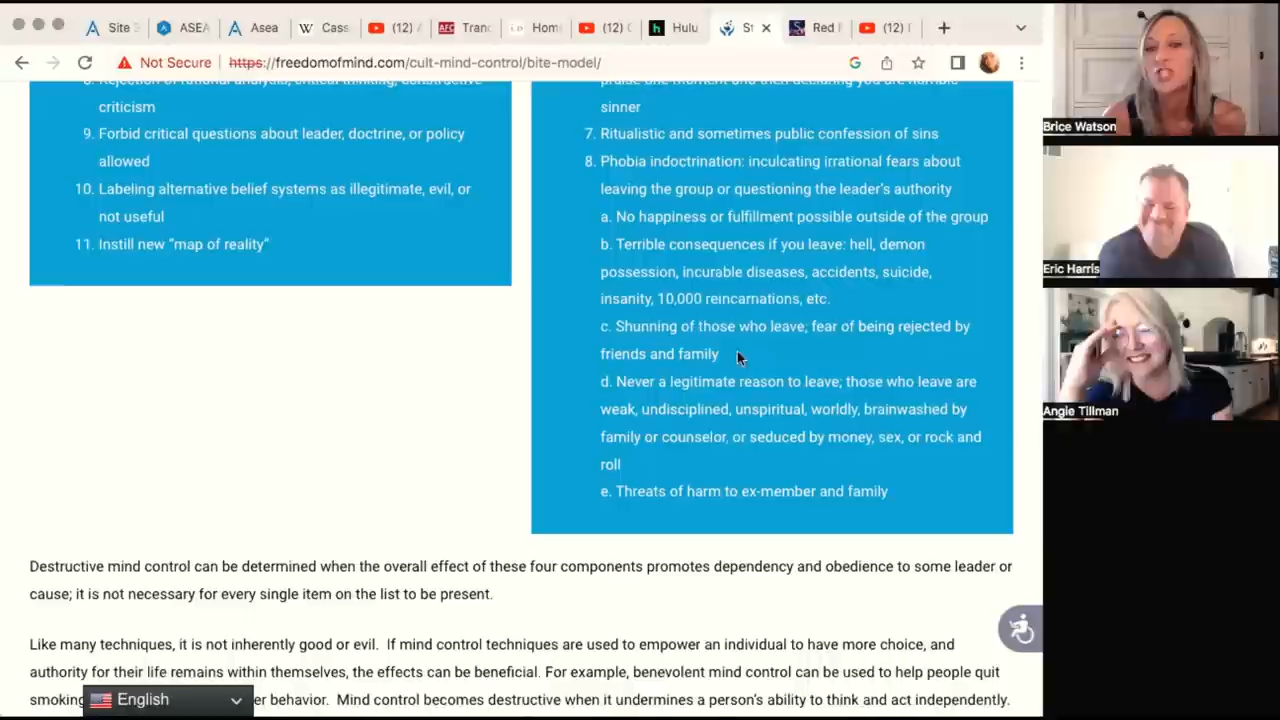 Site
ASEA
Asea
Cass
(12)
Tran
Hom
(12)
Hulu
St
Red
(12)
Not Secure
https://freedomofmind.com/cult-mind-control/bite-model/
criticism
9. Forbid critical questions about leader, doctrine, or policy
allowed
10. Labeling alternative belief systems as illegitimate, evil, or
not useful
11. Instill new “map of reality”
praise one moment and then declaring you are horrible
sinner
7. Ritualistic and sometimes public confession of sins
8. Phobia indoctrination: inculcating irrational fears about
leaving the group or questioning the leader’s authority
a. No happiness or fulfillment possible outside of the group
b. Terrible consequences if you leave: hell, demon
possession, incurable diseases, accidents, suicide,
insanity, 10,000 reincarnations, etc.
c. Shunning of those who leave; fear of being rejected by
friends and family
d. Never a legitimate reason to leave; those who leave are
weak, undisciplined, unspiritual, worldly, brainwashed by
family or counselor, or seduced by money, sex, or rock and
roll
e. Threats of harm to ex-member and family
Destructive mind control can be determined when the overall effect of these four components promotes dependency and obedience to some leader or
cause; it is not necessary for every single item on the list to be present.
Like many techniques, it is not inherently good or evil. If mind control techniques are used to empower an individual to have more choice, and
authority for their life remains within themselves, the effects can be beneficial. For example, benevolent mind control can be used to help people quit
smoking er behavior. Mind control becomes destructive when it undermines a person’s ability to think and act independently.
English
Brice Watson
Eric Harris
Angie Tillman